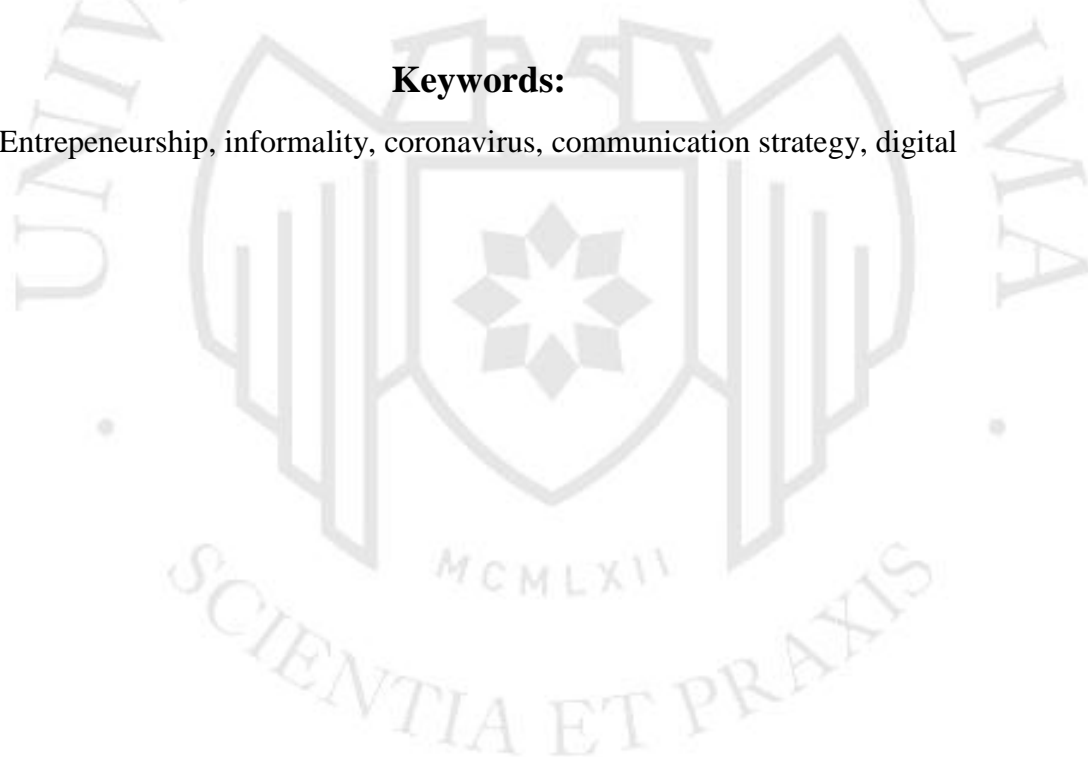 Keywords:
Entrepeneurship, informality, coronavirus, communication strategy, digital
MCMLXII
SCIENTIA ET PRAXIS